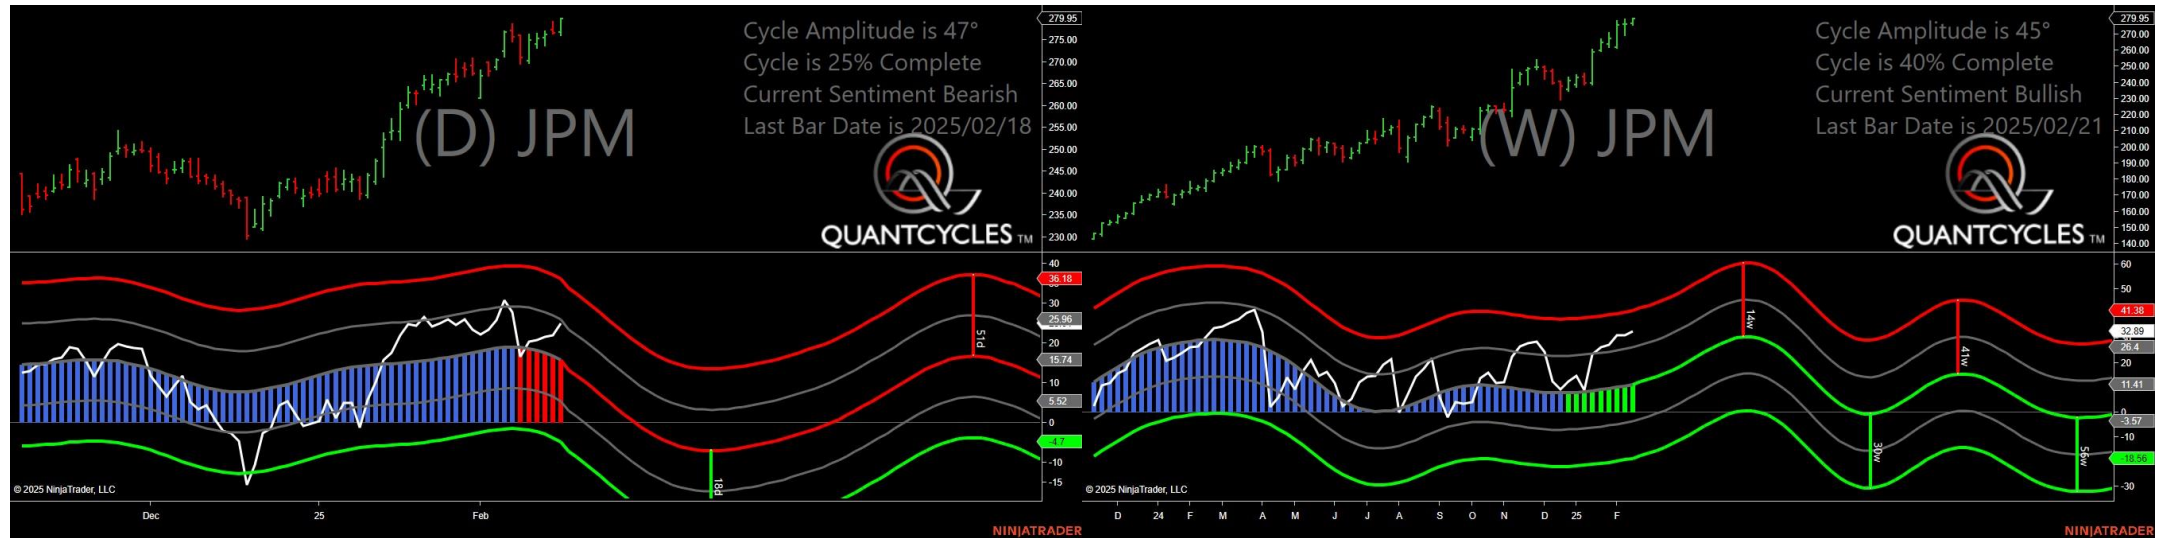 Cycle Amplitude is 47°
Cycle is 25% Complete
Current Sentiment Bearish
Last Bar Date is 2025/02/18
(D) JPM
QUANTCYCLES TM
279.95
275.00
270.00
265.00
260.00
255.00
250.00
245.00
240.00
235.00
230.00
40
36.18
30
25.96
20
15.74
10
5.52
0
-4.7
-10
-15
51d
18d
© 2025 NinjaTrader, LLC
Dec
25
Feb
NINJATRADER
Cycle Amplitude is 45°
Cycle is 40% Complete
Current Sentiment Bullish
Last Bar Date is 2025/02/21
(W) JPM
QUANTCYCLES TM
279.95
270.00
260.00
250.00
240.00
230.00
220.00
210.00
200.00
190.00
180.00
170.00
160.00
150.00
140.00
60
50
41.38
32.89
26.4
20
11.41
0
-3.57
-10
-18.56
-30
14w
30w
41w
56w
© 2025 NinjaTrader, LLC
D
24
F
M
A
M
J
J
A
S
O
N
D
25
F
NINJATRADER